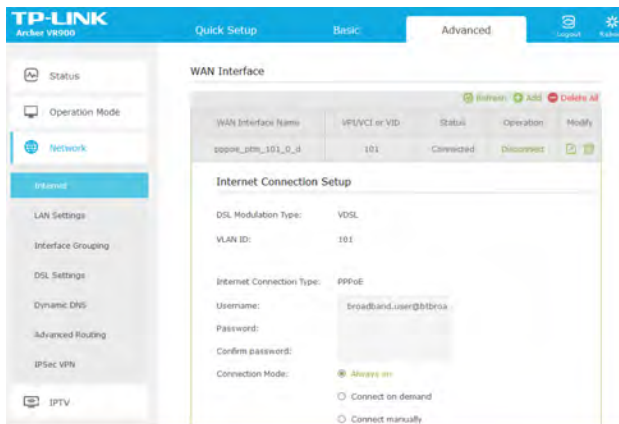 TP-LINK
Archer VR900
Quick Setup
Basic
Advanced
Logout
Status
Operation Mode
Network
Internet
LAN Settings
Interface Grouping
DSL Settings
Dynamic DNS
Advanced Routing
IPSec VPN
IPTV
WAN Interface
Refresh Add Delete All
WAN Interface Name VPI/VCI or VID Status Operation Modify
pppoe_ptm_101_0_d 101 Connected Disconnect
Internet Connection Setup
DSL Modulation Type: VDSL
VLAN ID: 101
Internet Connection Type: PPPoE
Username: broadband.user@btbroa
Password:
Confirm password:
Connection Mode: Always on
Connect on demand
Connect manually